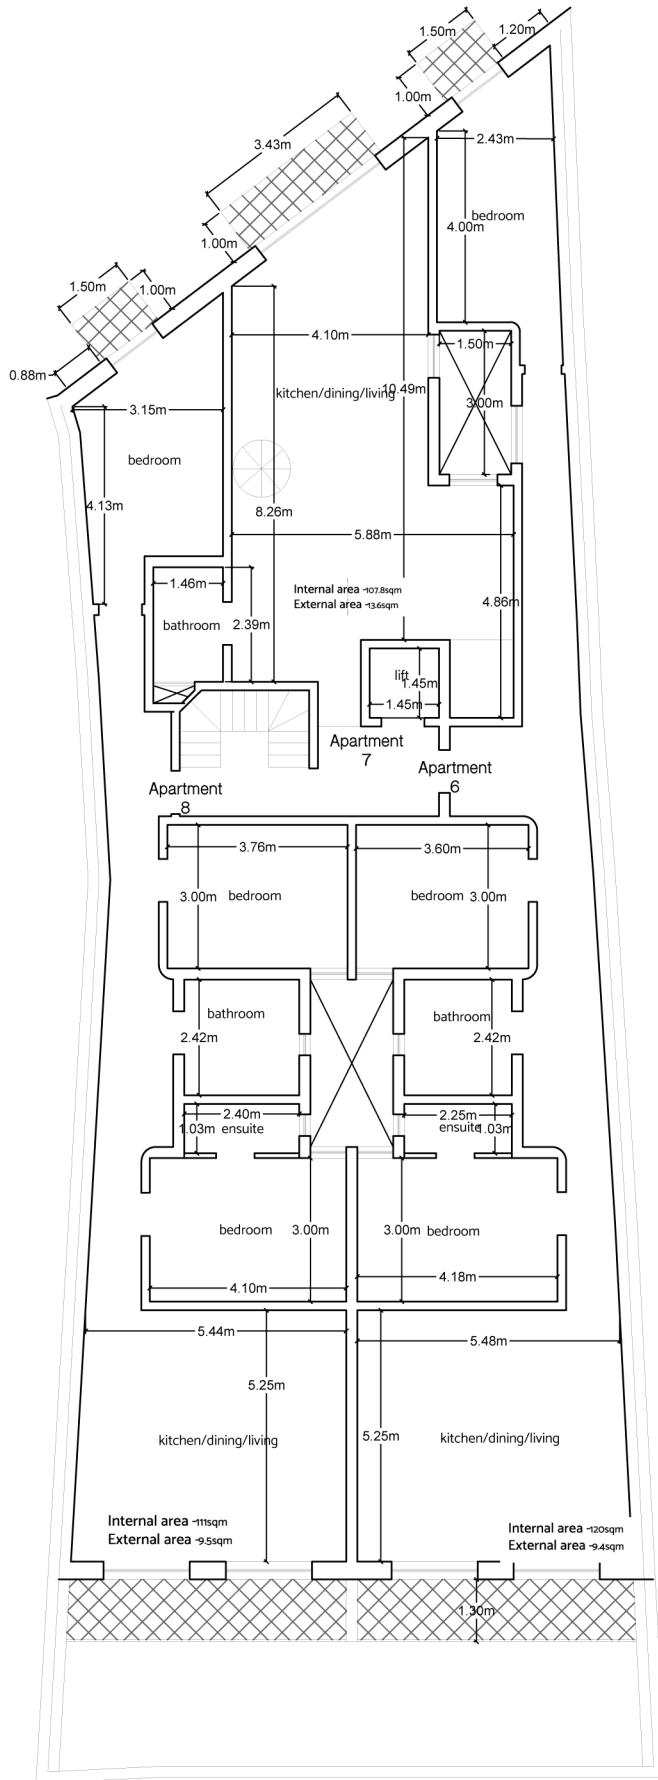 1.50m
1.20m
1.00m
2.43m
3.43m
bedroom
4.00m
1.00m
1.50m
1.00m
4.10m
1.50m
0.88m
kitchen/dining/living
10.49m
3.00m
3.15m
bedroom
4.13m
8.26m
5.88m
1.46m
Internal area -107.8sqm
External area -13.6sqm
4.86m
bathroom
2.39m
lift
1.45m
1.45m
Apartment
7
Apartment
6
Apartment
8
3.76m
3.60m
3.00m
bedroom
bedroom
3.00m
bathroom
bathroom
2.42m
2.42m
2.40m
2.25m
1.03m
ensuite
ensuite
1.03m
bedroom
3.00m
3.00m
bedroom
4.10m
4.18m
5.44m
5.48m
5.25m
5.25m
kitchen/dining/living
kitchen/dining/living
Internal area -111sqm
External area -9.5sqm
Internal area -120sqm
External area -9.4sqm
1.30m